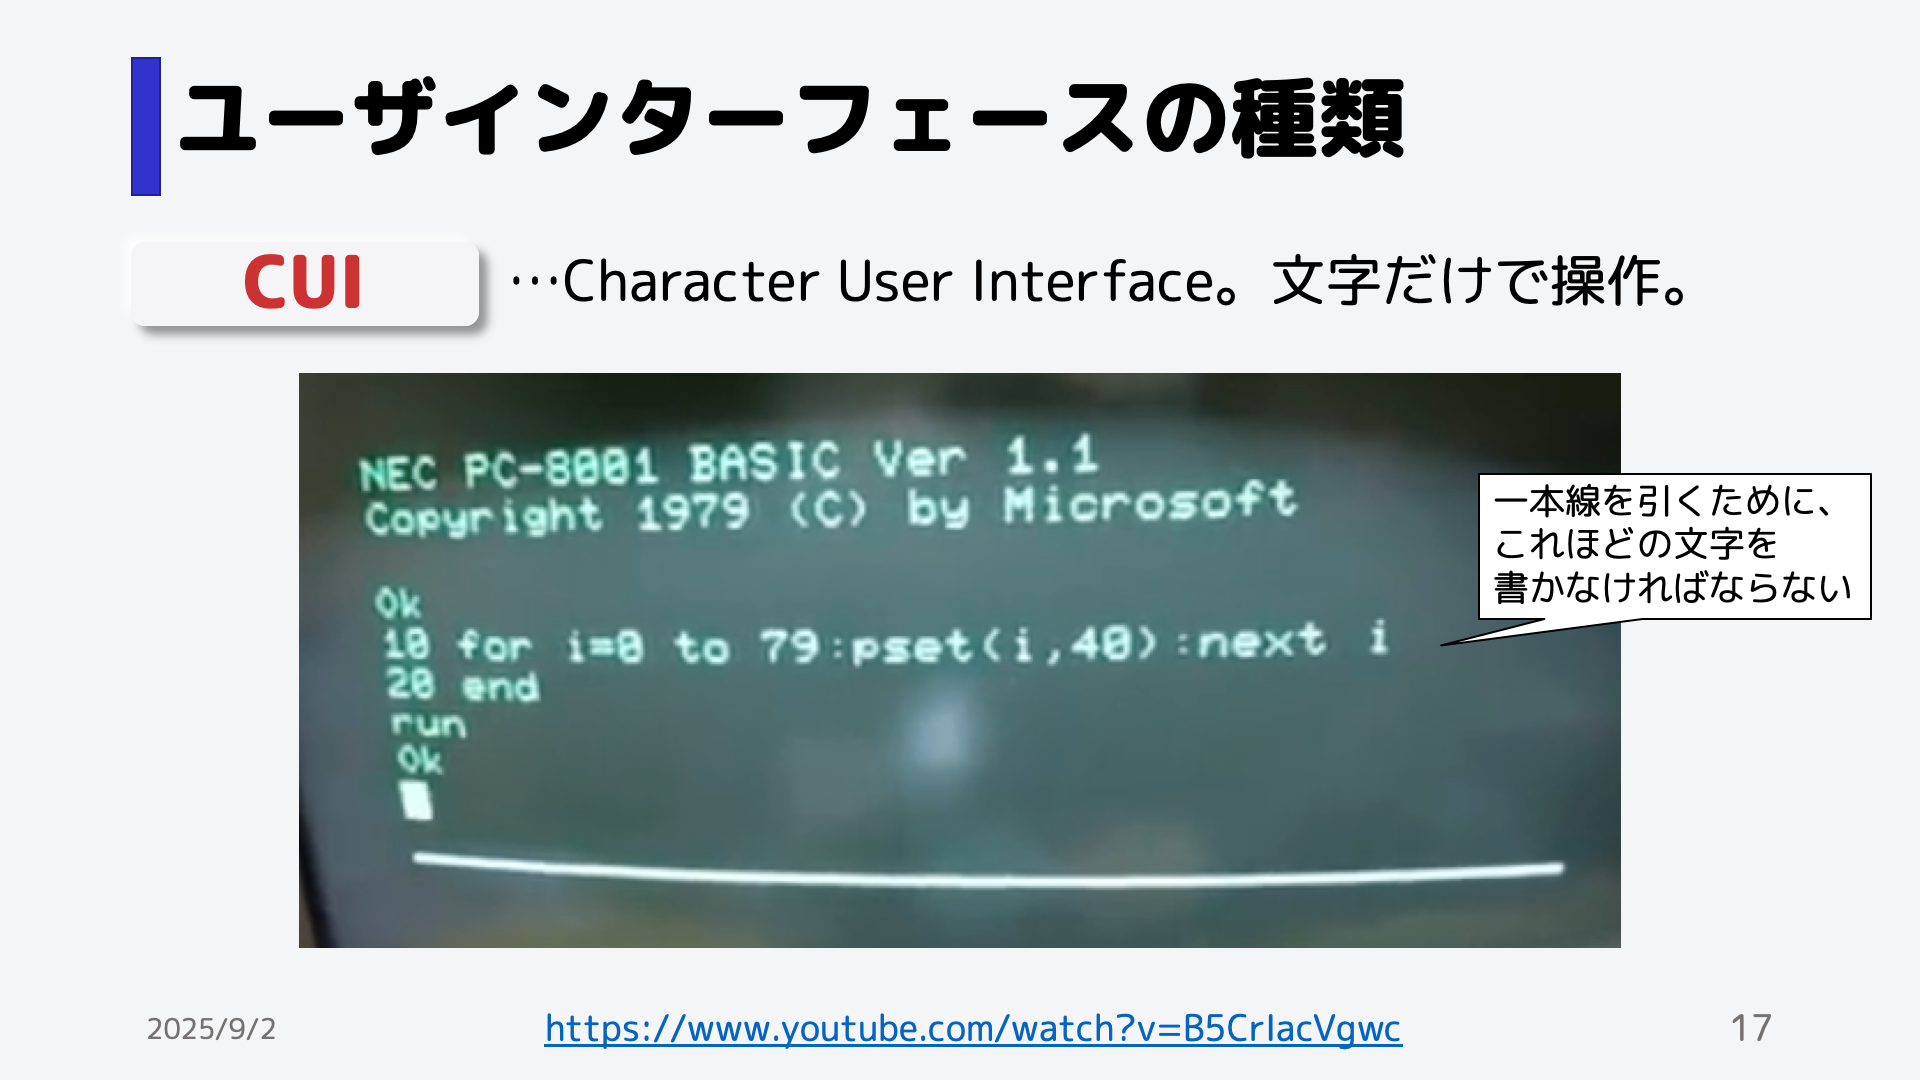 ユーザインターフェースの種類
CUI …Character User Interface。文字だけで操作。
NEC PC-8001 BASIC Ver 1.1
Copyright 1979 (C) by Microsoft
Ok
10 for i=0 to 79:pset(i,40):next i
20 end
run
Ok
一本線を引くために、
これほどの文字を
書かなければならない
2025/9/2
https://www.youtube.com/watch?v=B5CrIacVgwc
17